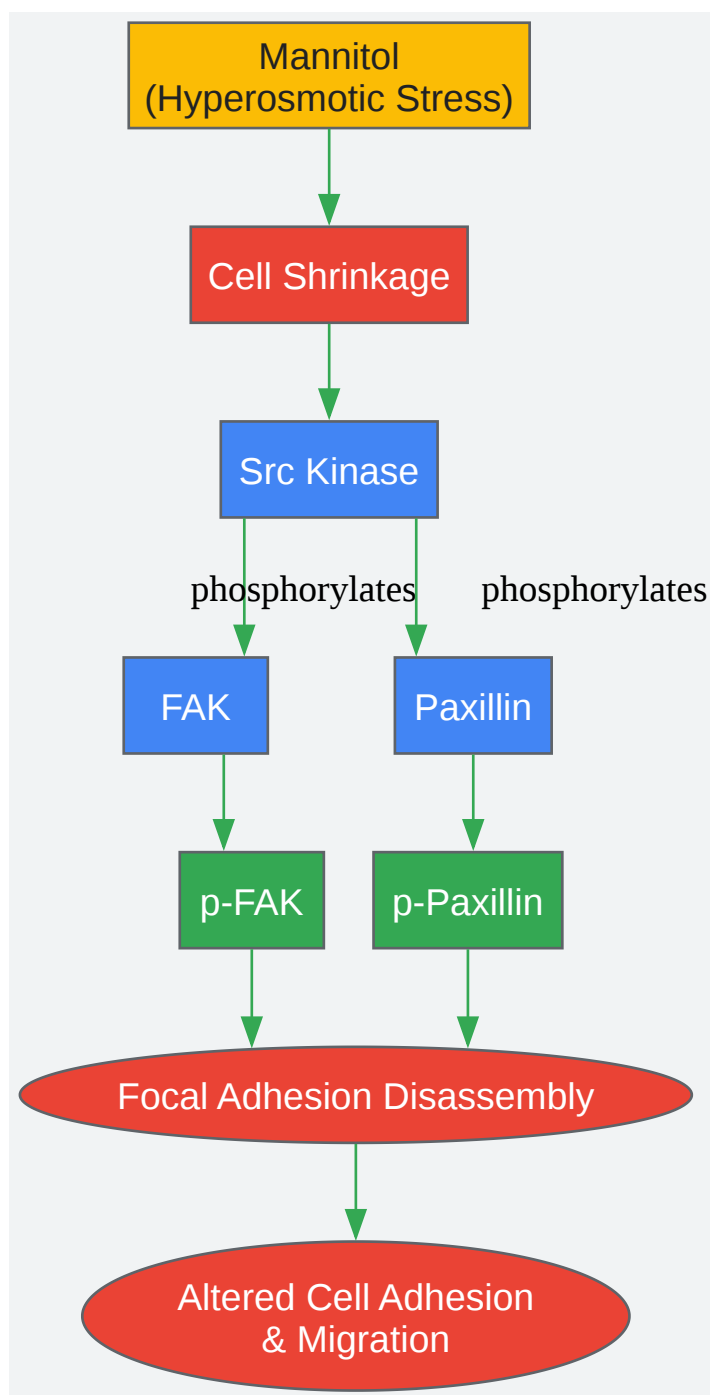 Mannitol
(Hyperosmotic Stress)
Cell Shrinkage
Src Kinase
phosphorylates
phosphorylates
FAK
Paxillin
p-FAK
p-Paxillin
Focal Adhesion Disassembly
Altered Cell Adhesion
& Migration